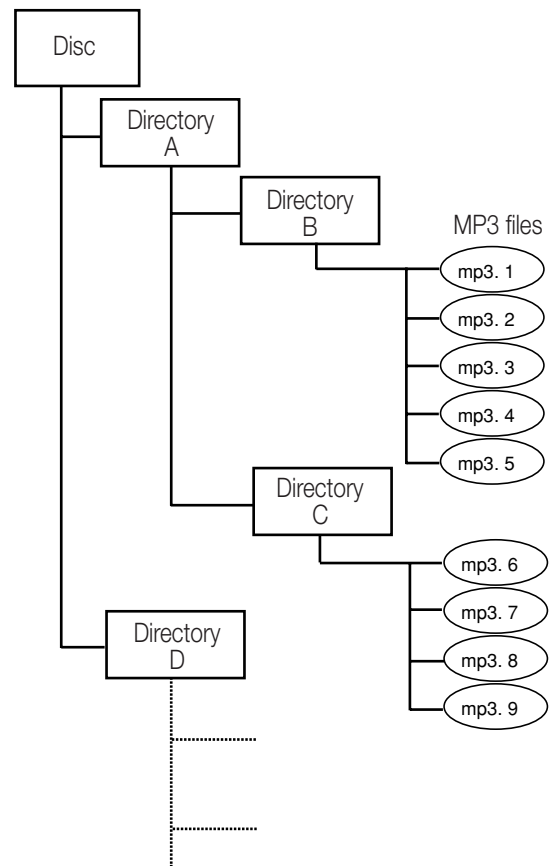 Disc
Directory
A
Directory
B
MP3 files
mp3. 1
mp3. 2
mp3. 3
mp3. 4
mp3. 5
Directory
C
mp3. 6
mp3. 7
mp3. 8
mp3. 9
Directory
D